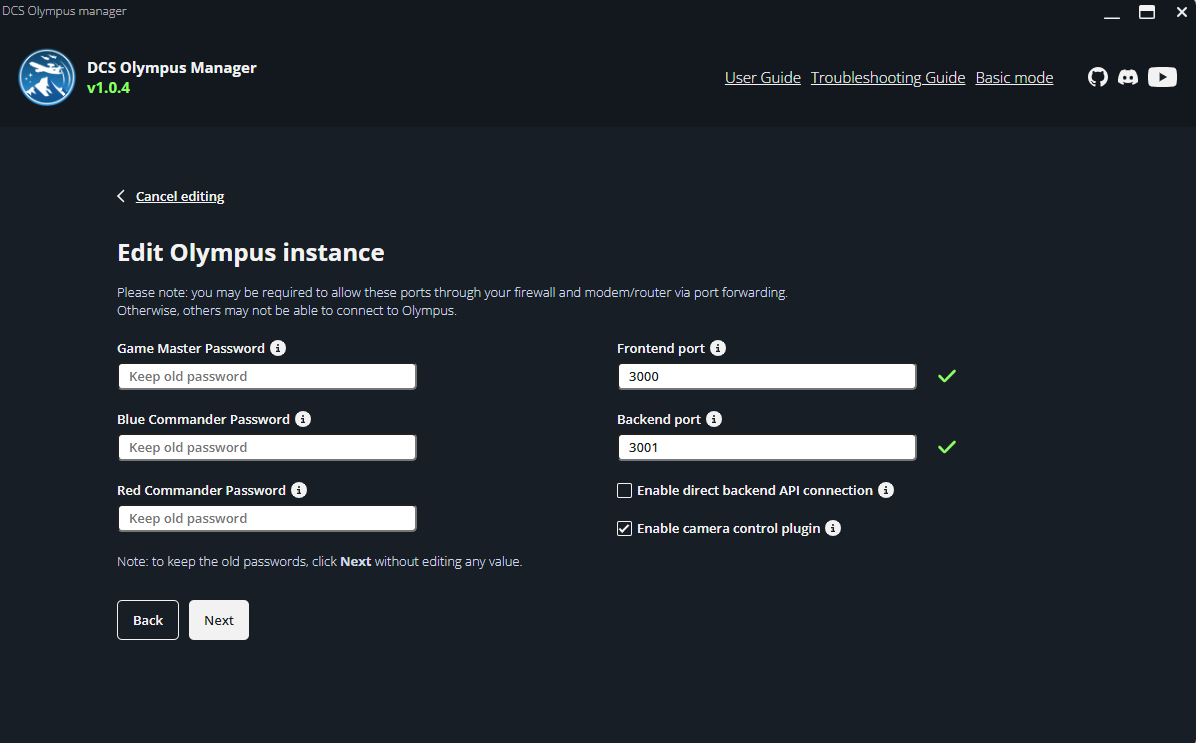 DCS Olympus manager
DCS Olympus Manager
v1.0.4
User Guide Troubleshooting Guide Basic mode
Cancel editing
Edit Olympus instance
Please note: you may be required to allow these ports through your firewall and modem/router via port forwarding.
Otherwise, others may not be able to connect to Olympus.
Game Master Password
Keep old password
Blue Commander Password
Keep old password
Red Commander Password
Keep old password
Note: to keep the old passwords, click Next without editing any value.
Frontend port
3000
Backend port
3001
Enable direct backend API connection
Enable camera control plugin
Back
Next